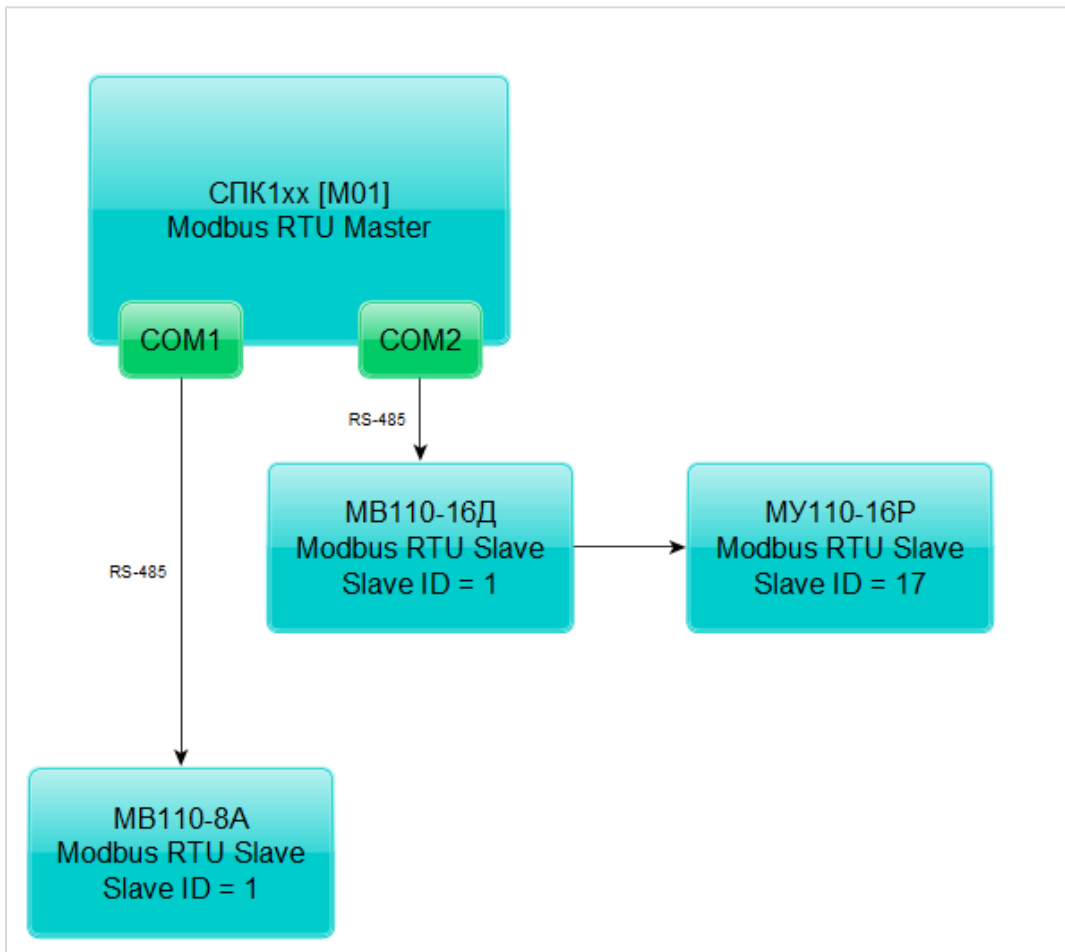 СПК1xx [M01]
Modbus RTU Master
COM1
COM2
RS-485
МВ110-16Д
Modbus RTU Slave
Slave ID = 1
МУ110-16Р
Modbus RTU Slave
Slave ID = 17
RS-485
МВ110-8А
Modbus RTU Slave
Slave ID = 1